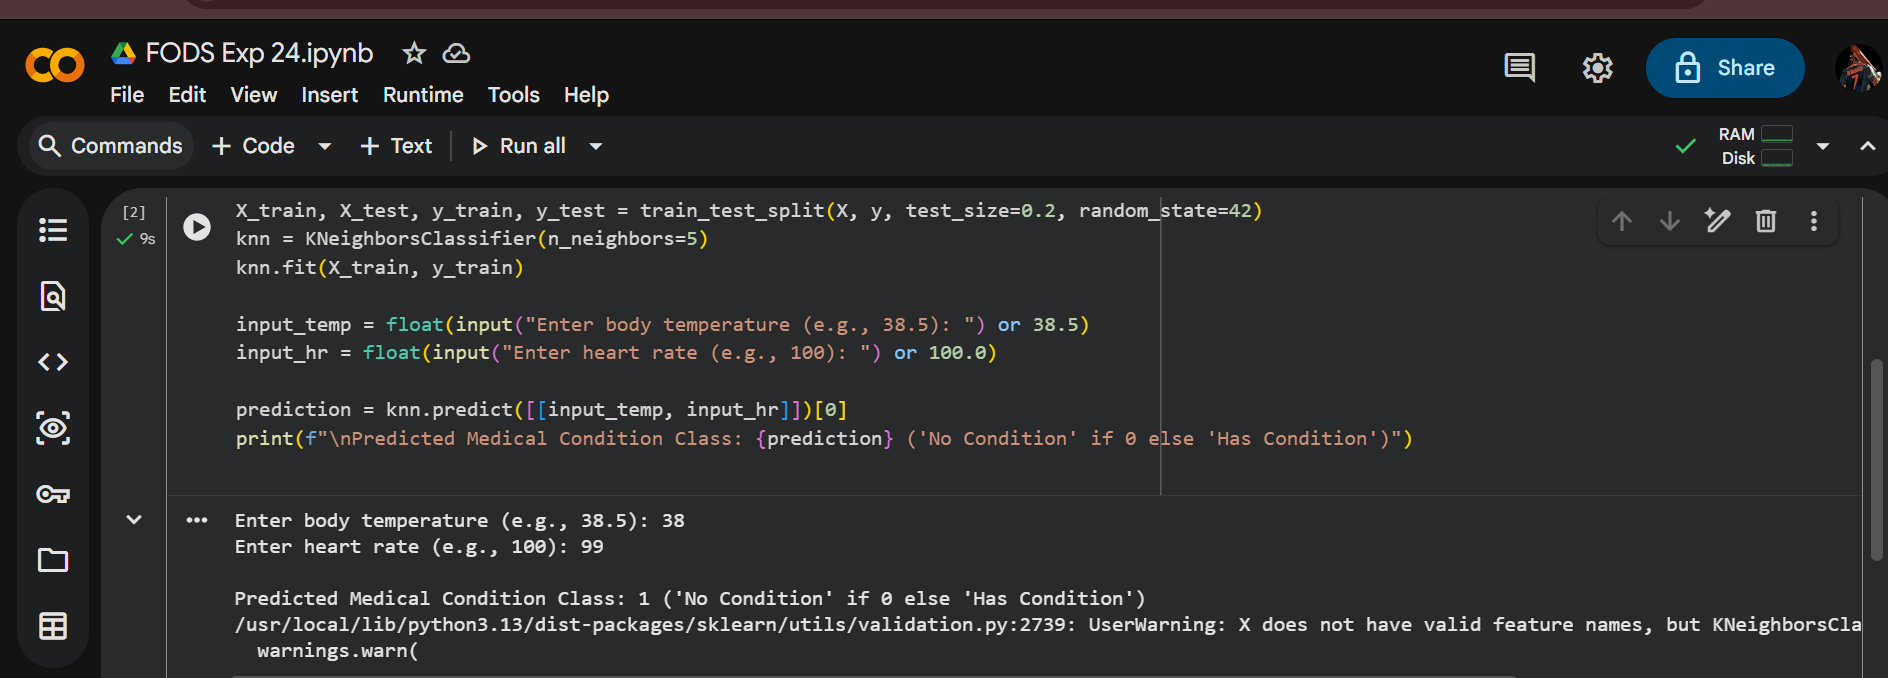 FODS Exp 24.ipynb
File Edit View Insert Runtime Tools Help
Share
Commands + Code + Text Run all
RAM
Disk
[2]
9s
X_train, X_test, y_train, y_test = train_test_split(X, y, test_size=0.2, random_state=42)
knn = KNeighborsClassifier(n_neighbors=5)
knn.fit(X_train, y_train)
input_temp = float(input("Enter body temperature (e.g., 38.5): ") or 38.5)
input_hr = float(input("Enter heart rate (e.g., 100): ") or 100.0)
prediction = knn.predict([[input_temp, input_hr]])[0]
print(f"\nPredicted Medical Condition Class: {prediction} ('No Condition' if 0 else 'Has Condition')")
Enter body temperature (e.g., 38.5): 38
Enter heart rate (e.g., 100): 99
Predicted Medical Condition Class: 1 ('No Condition' if 0 else 'Has Condition')
/usr/local/lib/python3.13/dist-packages/sklearn/utils/validation.py:2739: UserWarning: X does not have valid feature names, but KNeighborsCla
warnings.warn(